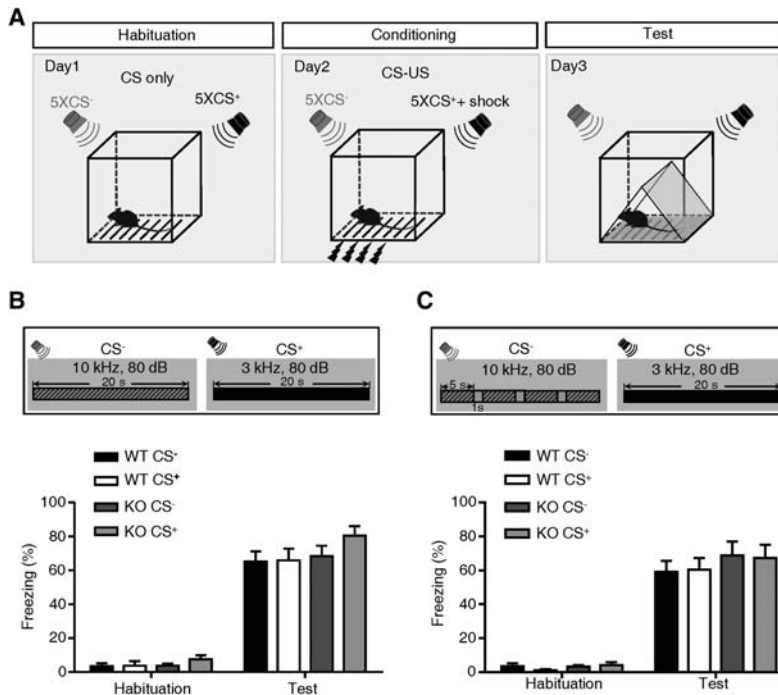 A
Habituation
Conditioning
Test
Day1
CS only
5XCS-
5XCS+
Day2
CS-US
5XCS-
5XCS++ shock
Day3
B
CS-
CS+
10 kHz, 80 dB
3 kHz, 80 dB
20 s
20 s
WT CS-
WT CS+
KO CS-
KO CS+
Freezing (%)
100
80
60
40
20
0
Habituation
Test
C
CS-
CS+
10 kHz, 80 dB
3 kHz, 80 dB
5 s
20 s
1s
WT CS-
WT CS+
KO CS-
KO CS+
Freezing (%)
100
80
60
40
20
0
Habituation
Test